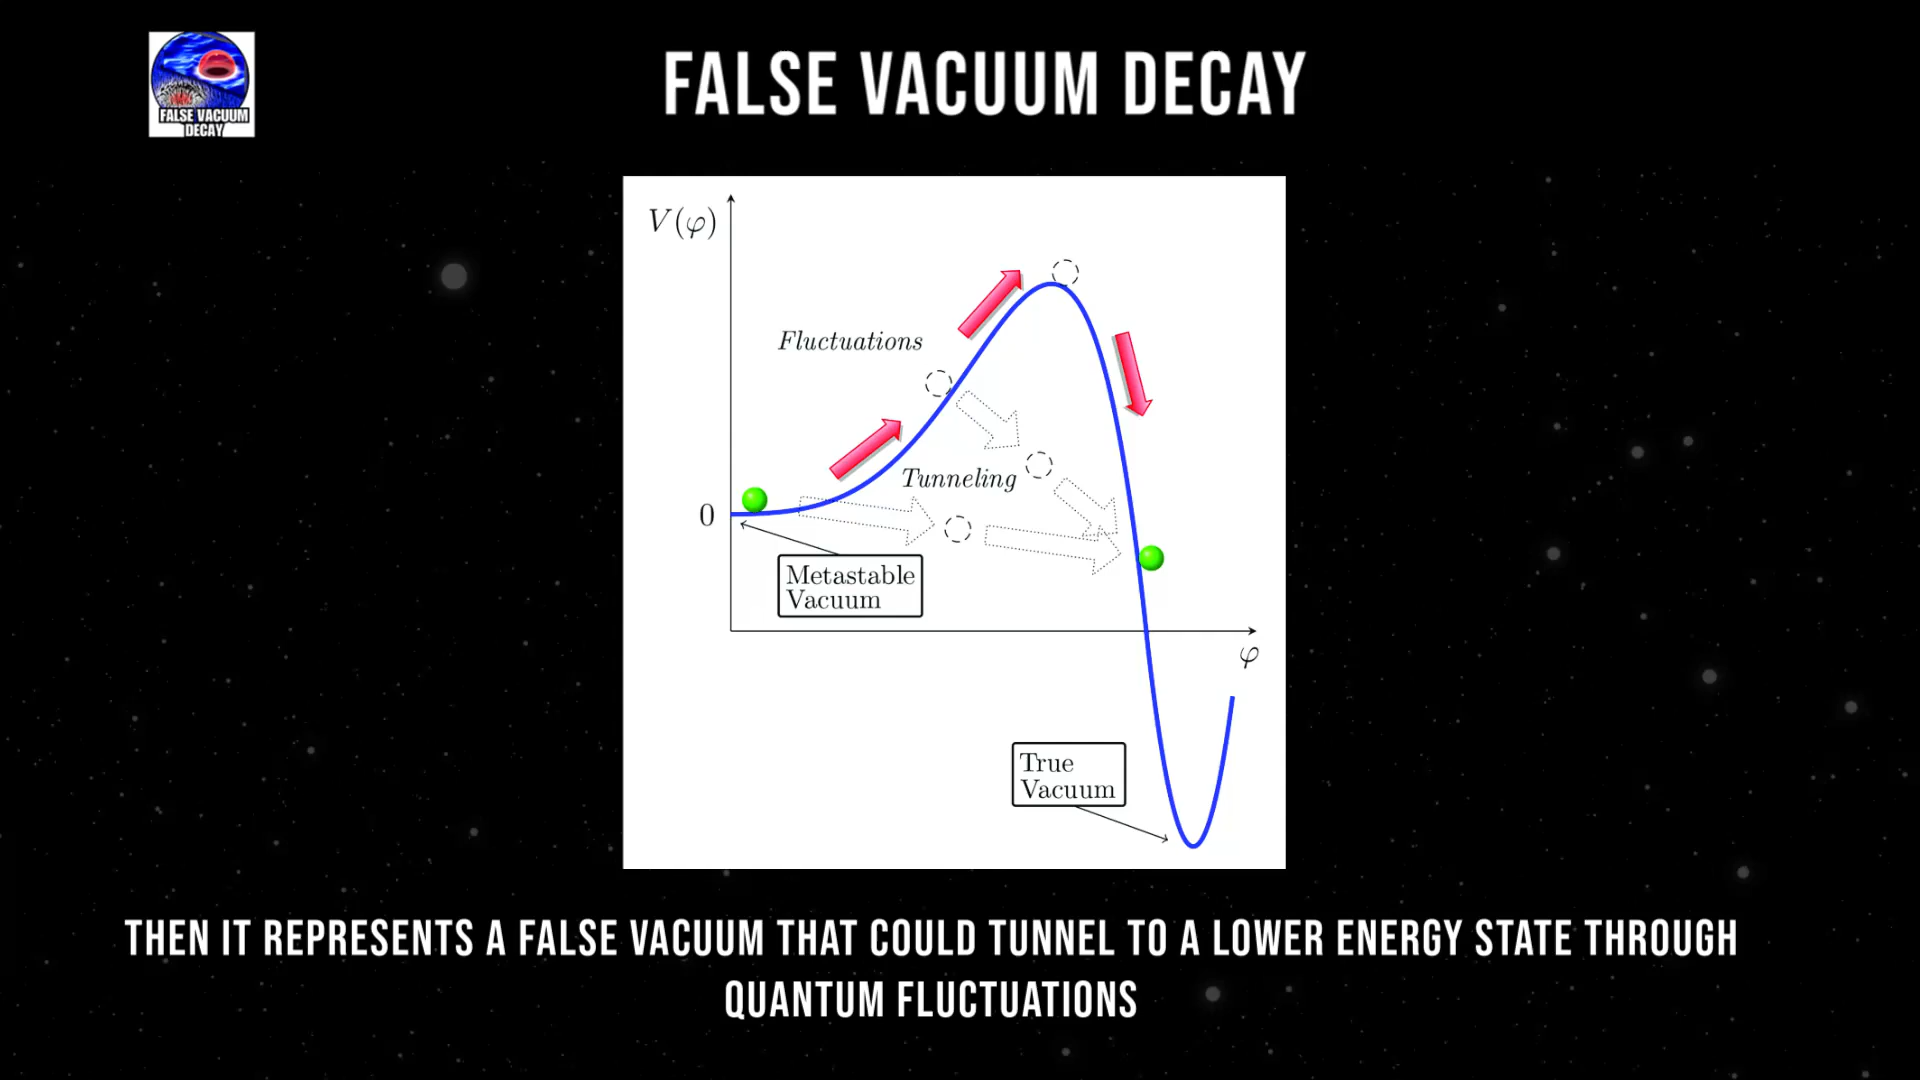 FALSE VACUUM
DECAY
FALSE VACUUM DECAY
V(φ)
Fluctuations
Tunneling
0
Metastable
Vacuum
φ
True
Vacuum
THEN IT REPRESENTS A FALSE VACUUM THAT COULD TUNNEL TO A LOWER ENERGY STATE THROUGH
QUANTUM FLUCTUATIONS